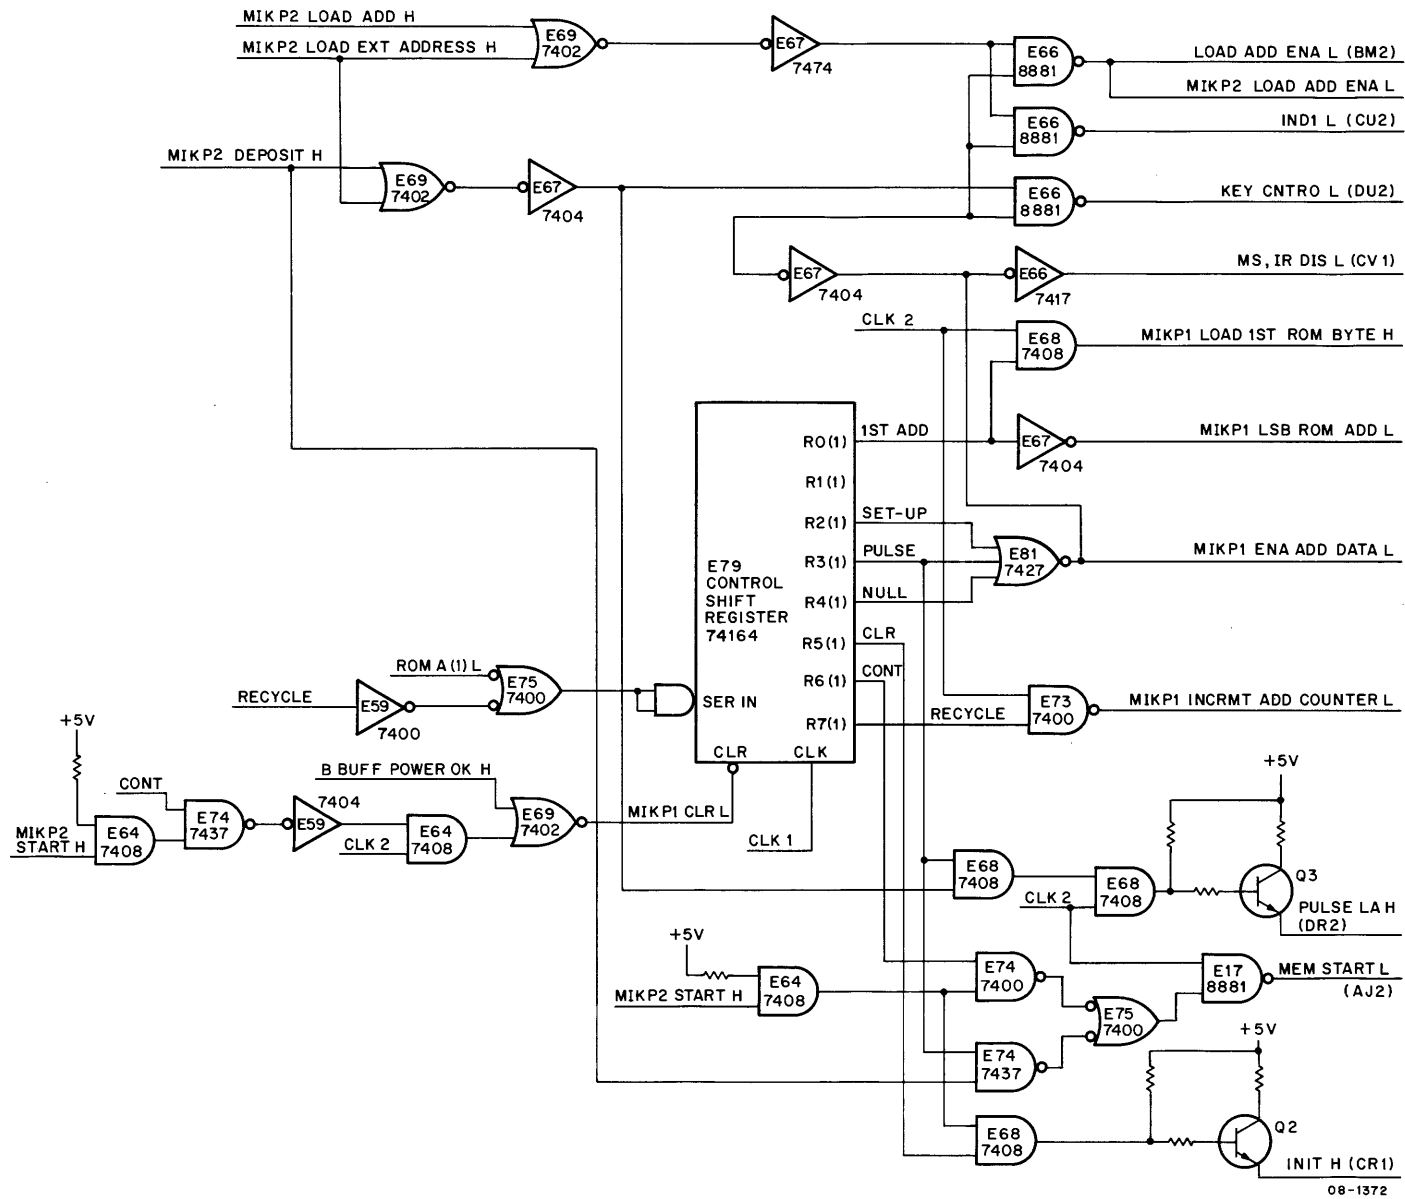 MIKP2 LOAD ADD H
MIKP2 LOAD EXT ADDRESS H
E69
7402
E67
7474
E66
8881
LOAD ADD ENA L (BM2)
MIKP2 LOAD ADD ENA L
E66
8881
IND1 L (CU2)
MIKP2 DEPOSIT H
E69
7402
E67
7404
E66
8881
KEY CNTRO L (DU2)
E67
7404
E66
7417
MS, IR DIS L (CV1)
CLK 2
E68
7408
MIKP1 LOAD 1ST ROM BYTE H
R0(1)
1ST ADD
E67
7404
MIKP1 LSB ROM ADD L
R1(1)
R2(1)
SET-UP
R3(1)
PULSE
E81
7427
MIKP1 ENA ADD DATA L
R4(1)
NULL
E79
CONTROL
SHIFT
REGISTER
74164
R5(1)
CLR
R6(1)
CONT
R7(1)
RECYCLE
E73
7400
MIKP1 INCRMT ADD COUNTER L
ROM A (1) L
RECYCLE
E59
7400
E75
7400
SER IN
CLR
CLK
+5V
CONT
MIKP2
START H
E64
7408
E74
7437
7404
E59
CLK 2
E64
7408
B BUFF POWER OK H
E69
7402
MIKP1 CLR L
CLK 1
+5V
E68
7408
CLK 2
E68
7408
Q3
PULSE LA H
(DR2)
+5V
MIKP2 START H
E64
7408
E74
7400
E75
7400
E17
8881
MEM START L
(AJ2)
E74
7437
+5V
E68
7408
Q2
INIT H (CR1)
08-1372